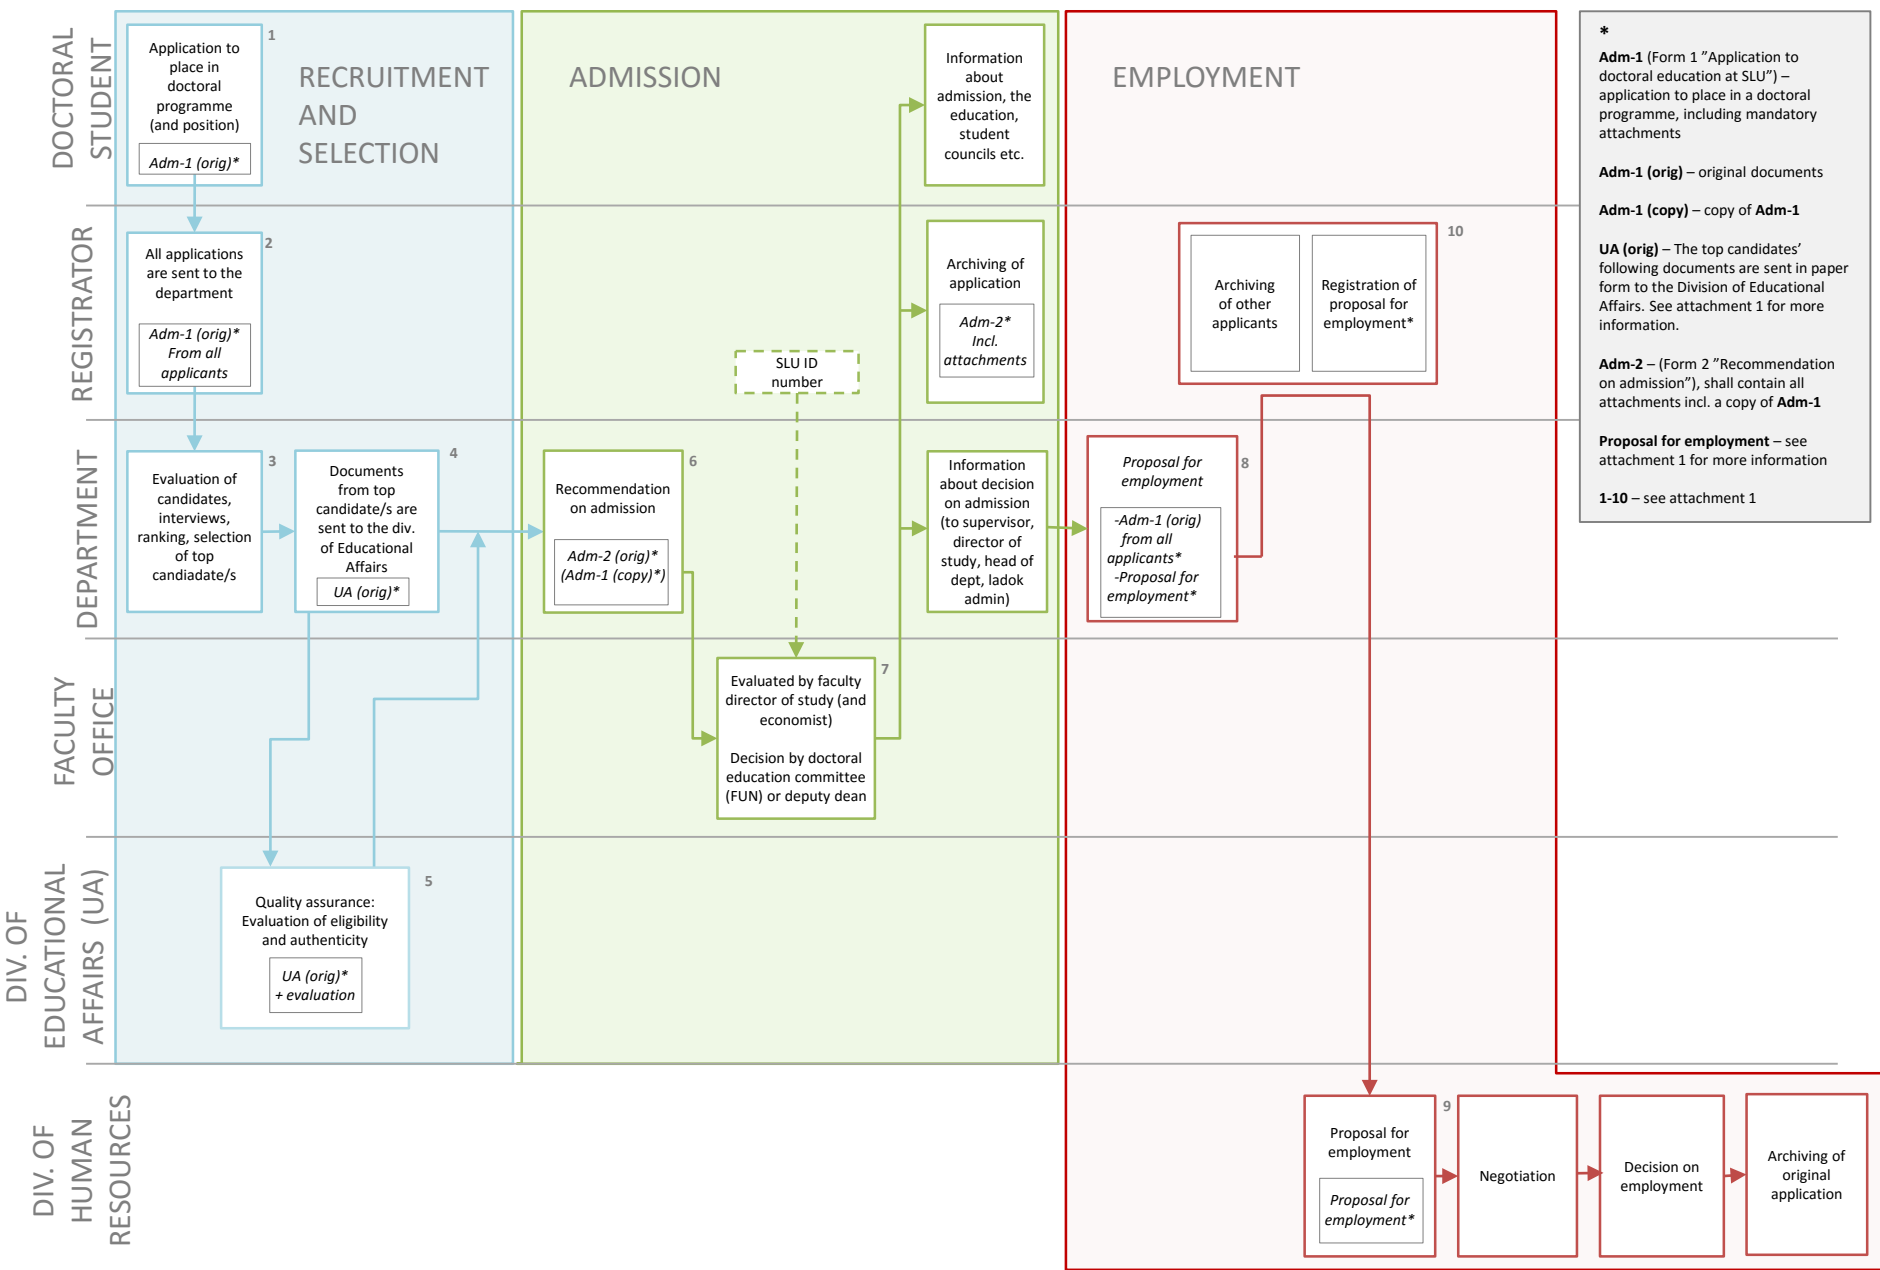 DOCTORAL
STUDENT
REGISTRATOR
DEPARTMENT
FACULTY
OFFICE
DIV. OF
EDUCATIONAL
AFFAIRS (UA)
DIV. OF
HUMAN
RESOURCES
RECRUITMENT
AND
SELECTION
1
Application to
place in
doctoral
programme
(and position)
Adm-1 (orig)*
2
All applications
are sent to the
department
Adm-1 (orig)*
From all
applicants
3
Evaluation of
candidates,
interviews,
ranking, selection
of top
candiadate/s
4
Documents
from top
candidate/s are
sent to the div.
of Educational
Affairs
UA (orig)*
5
Quality assurance:
Evaluation of eligibility
and authenticity
UA (orig)*
+ evaluation
ADMISSION
6
Recommendation
on admission
Adm-2 (orig)*
(Adm-1 (copy)*)
SLU ID
number
7
Evaluated by faculty
director of study (and
economist)
Decision by doctoral
education committee
(FUN) or deputy dean
Information
about
admission, the
education,
student
councils etc.
Archiving of
application
Adm-2*
Incl.
attachments
Information
about decision
on admission
(to supervisor,
director of
study, head of
dept, ladok
admin)
EMPLOYMENT
8
Proposal for
employment
-Adm-1 (orig)
from all
applicants*
-Proposal for
employment*
10
Archiving
of other
applicants
Registration of
proposal for
employment*
9
Proposal for
employment
Proposal for
employment*
Negotiation
Decision on
employment
Archiving of
original
application
*
Adm-1 (Form 1 ”Application to
doctoral education at SLU”) –
application to place in a doctoral
programme, including mandatory
attachments
Adm-1 (orig) – original documents
Adm-1 (copy) – copy of Adm-1
UA (orig) – The top candidates’
following documents are sent in paper
form to the Division of Educational
Affairs. See attachment 1 for more
information.
Adm-2 – (Form 2 ”Recommendation
on admission”), shall contain all
attachments incl. a copy of Adm-1
Proposal for employment – see
attachment 1 for more information
1-10 – see attachment 1